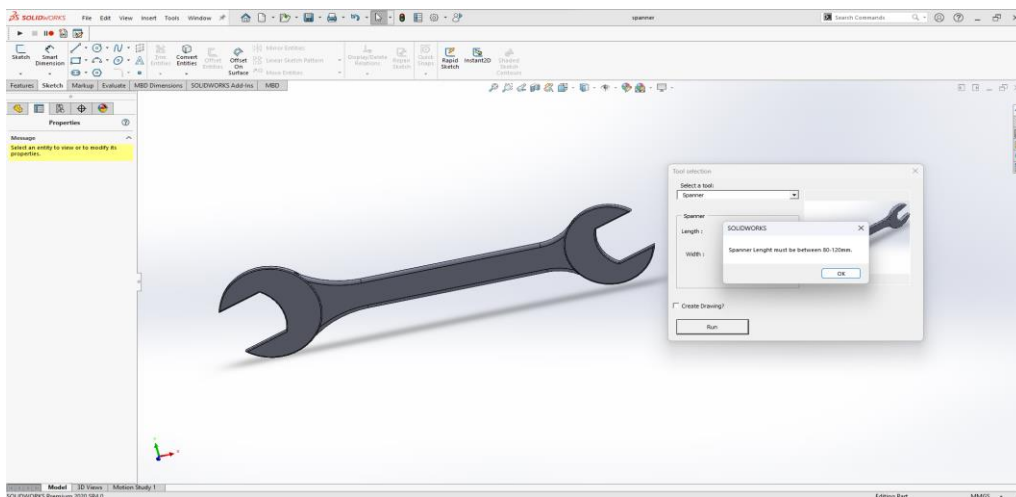 SOLIDWORKS File Edit View Insert Tools Window spanner Search Commands
Sketch Smart Dimension Trim Entities Convert Entities Offset Entities Offset On Surface Mirror Entities Linear Sketch Pattern Move Entities Display/Delete Relations Repair Sketch Quick Snaps Rapid Sketch Instant2D Shaded Sketch Contours
Features Sketch Markup Evaluate MBD Dimensions SOLIDWORKS Add-Ins MBD
Properties
Message
Select an entity to view or to modify its
properties.
Tool selection
Select a tool:
Spanner
Spanner
Length :
Width :
SOLIDWORKS
Spanner Lenght must be between 80-120mm.
OK
Create Drawing?
Run
Model 3D Views Motion Study 1
SOLIDWORKS Premium 2020 SP4.0 Editing Part MMGS